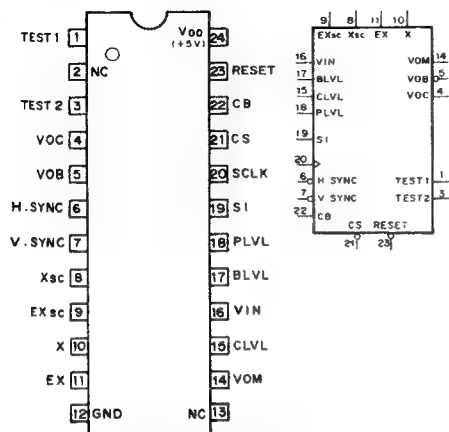 TEST1 1
2 NC
TEST2 3
VOC 4
VOB 5
H.SYNC 6
V.SYNC 7
Xsc 8
EXsc 9
X 10
EX 11
12 GND
VDD 24
(+5V)
23 RESET
22 CB
21 CS
20 SCLK
19 SI
18 PLVL
17 BLVL
16 VIN
15 CLVL
14 VOM
NC 13
9 8 11 10
EXsc Xsc EX X
16 VIN VOM 14
17 BLVL VOB 5
15 CLVL VOC 4
18 PLVL
19 SI
20
6 H SYNC TEST1 1
7 V SYNC TEST2 3
22 CB
CS RESET
21 23